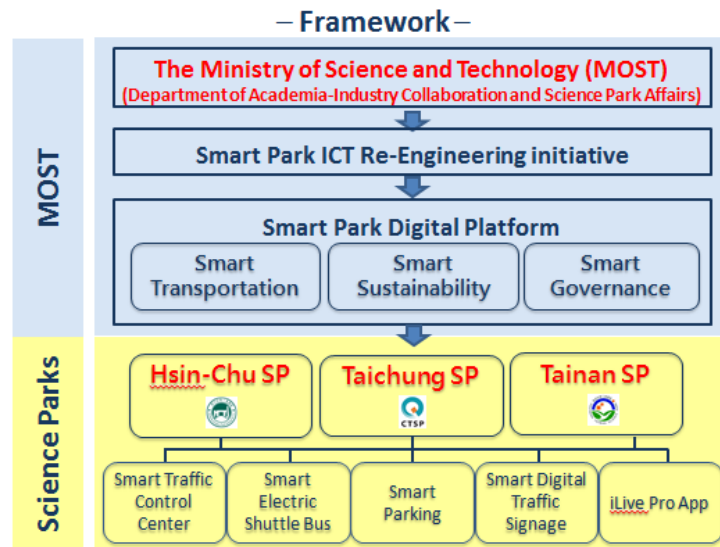 – Framework –
MOST
The Ministry of Science and Technology (MOST)
(Department of Academia-Industry Collaboration and Science Park Affairs)
Smart Park ICT Re-Engineering initiative
Smart Park Digital Platform
Smart
Transportation
Smart
Sustainability
Smart
Governance
Science Parks
Hsin-Chu SP
Taichung SP
CTSP
Tainan SP
Smart Traffic
Control
Center
Smart
Electric
Shuttle Bus
Smart
Parking
Smart Digital
Traffic
Signage
iLive Pro App